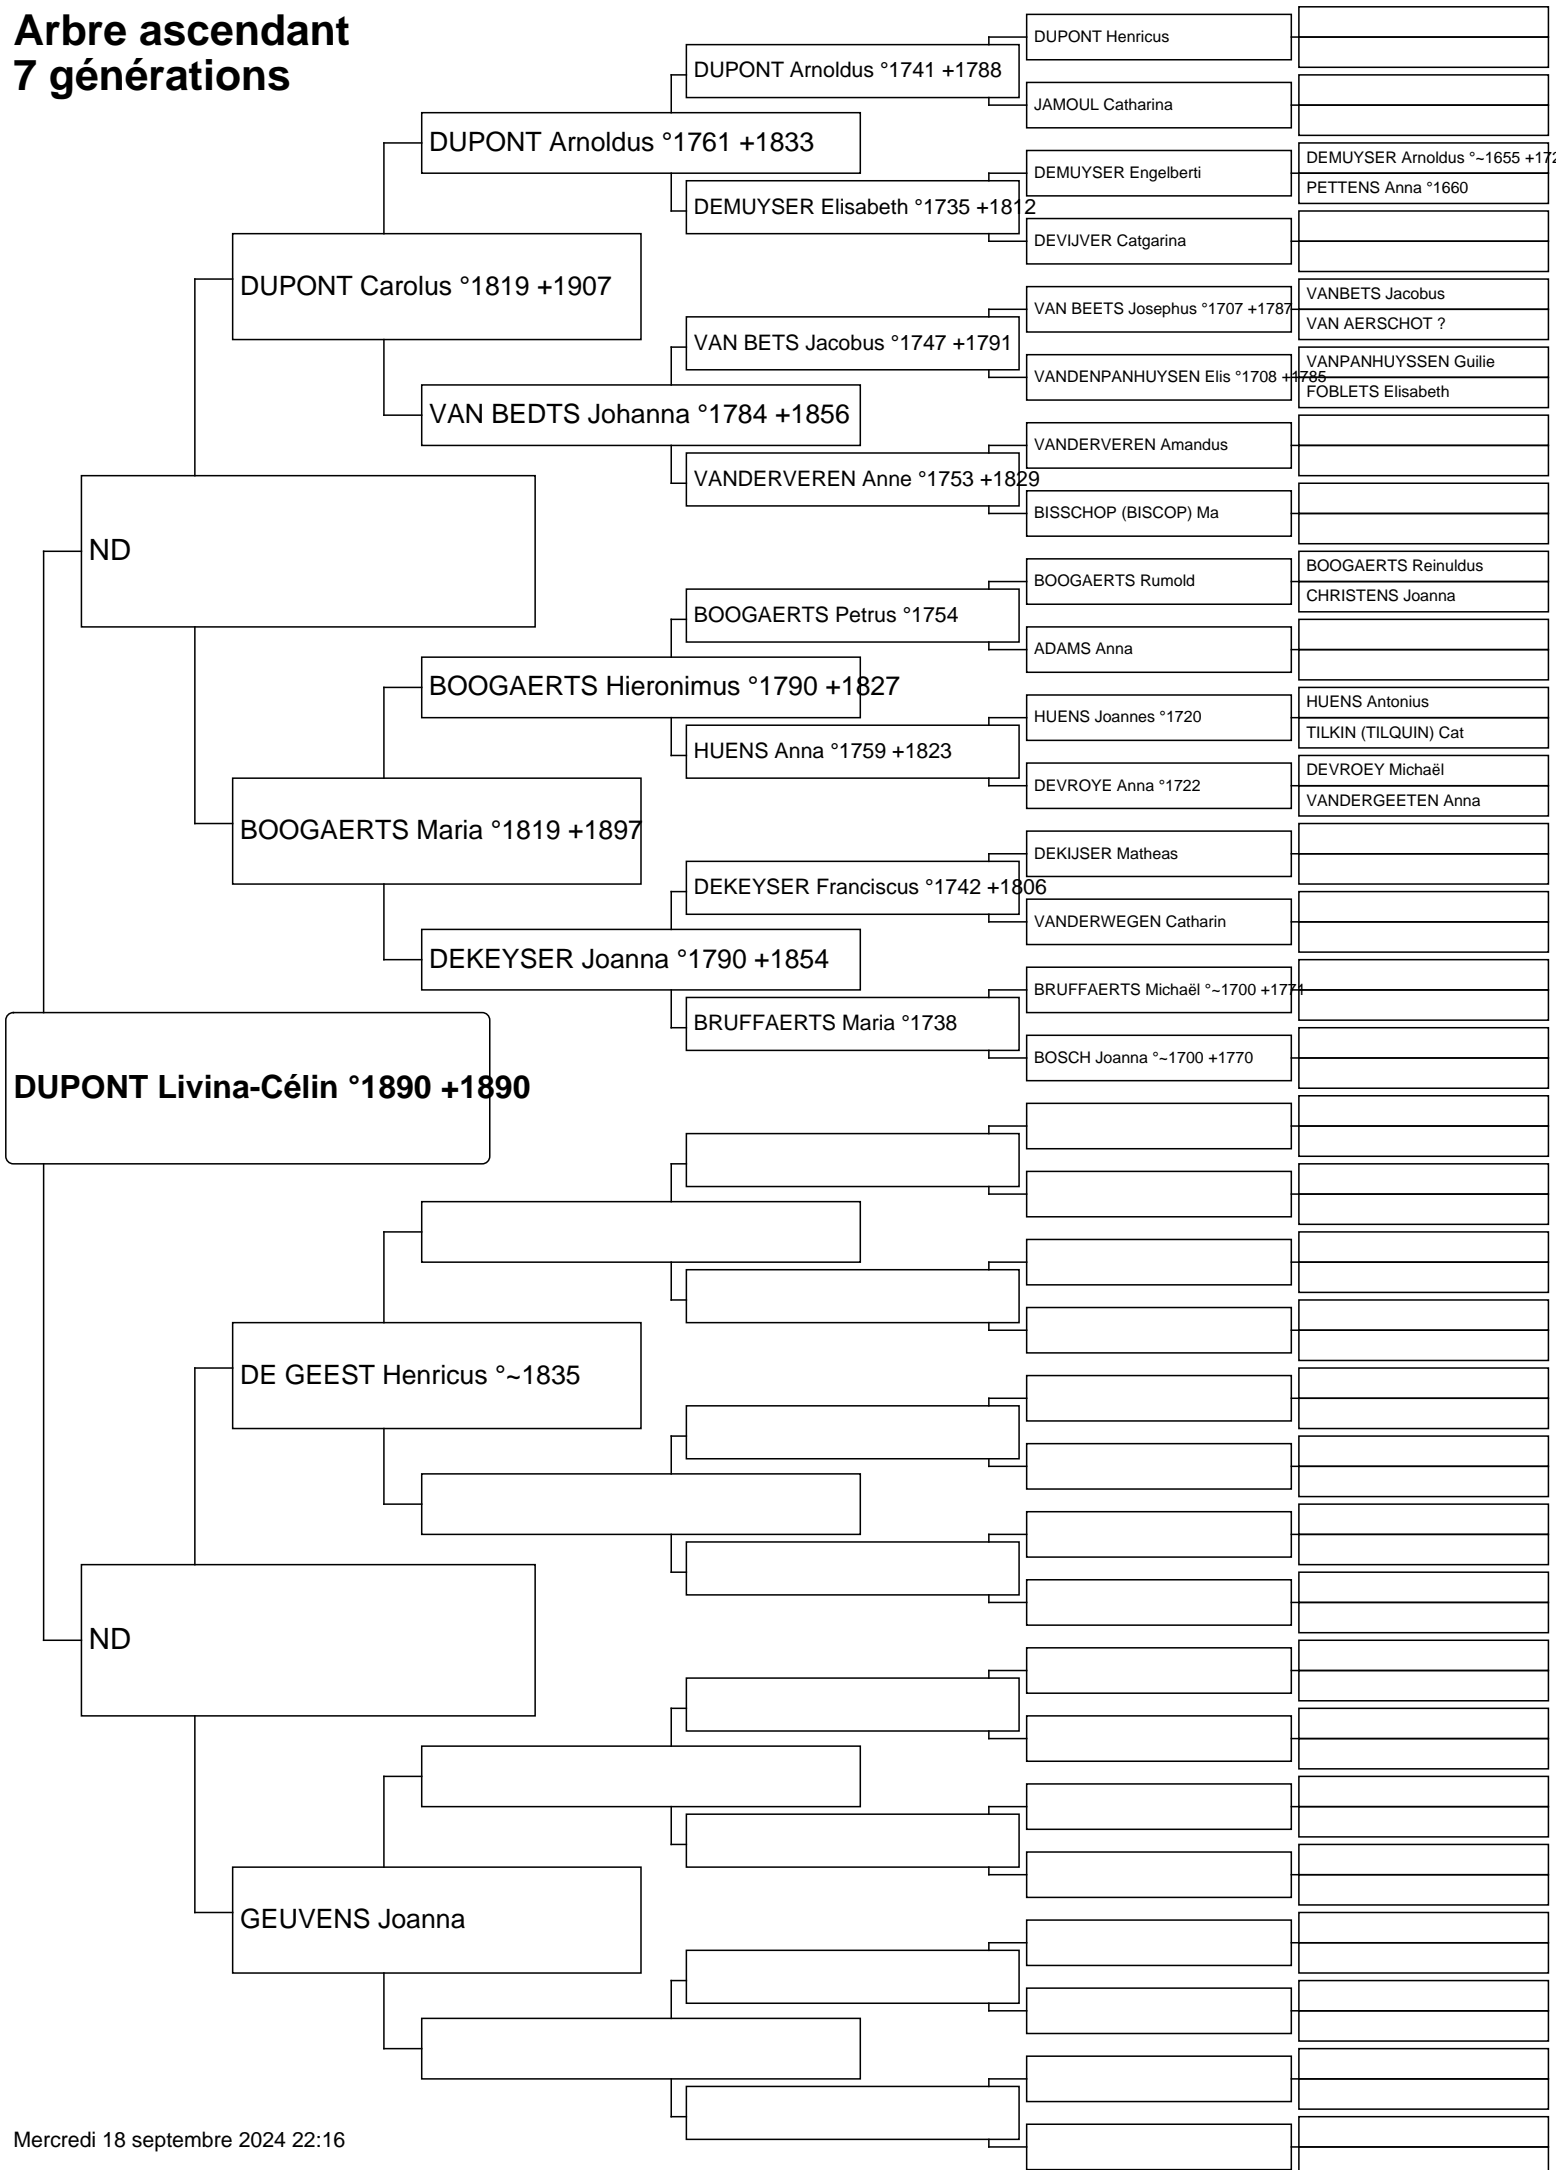 Arbre ascendant
7 générations
DUPONT Livina-Célin °1890 +1890
ND
ND
DUPONT Carolus °1819 +1907
BOOGAERTS Maria °1819 +1897
DE GEEST Henricus °~1835
GEUVENS Joanna
DUPONT Arnoldus °1761 +1833
VAN BEDTS Johanna °1784 +1856
BOOGAERTS Hieronimus °1790 +1827
DEKEYSER Joanna °1790 +1854
DUPONT Arnoldus °1741 +1788
DEMUYSER Elisabeth °1735 +1812
VAN BETS Jacobus °1747 +1791
VANDERVEREN Anne °1753 +1829
BOOGAERTS Petrus °1754
HUENS Anna °1759 +1823
DEKEYSER Franciscus °1742 +1806
BRUFFAERTS Maria °1738
DUPONT Henricus
JAMOUL Catharina
DEMUYSER Engelberti
DEVIJVER Catgarina
VAN BEETS Josephus °1707 +1787
VANDENPANHUYSEN Elis °1708 +1785
VANDERVEREN Amandus
BISSCHOP (BISCOP) Ma
BOOGAERTS Rumold
ADAMS Anna
HUENS Joannes °1720
DEVROYE Anna °1722
DEKIJSER Matheas
VANDERWEGEN Catharin
BRUFFAERTS Michaël °~1700 +1771
BOSCH Joanna °~1700 +1770
DEMUYSER Arnoldus °~1655 +172
PETTENS Anna °1660
VANBETS Jacobus
VAN AERSCHOT ?
VANPANHUYSSEN Guilie
FOBLETS Elisabeth
BOOGAERTS Reinuldus
CHRISTENS Joanna
HUENS Antonius
TILKIN (TILQUIN) Cat
DEVROEY Michaël
VANDERGEETEN Anna
Mercredi 18 septembre 2024 22:16